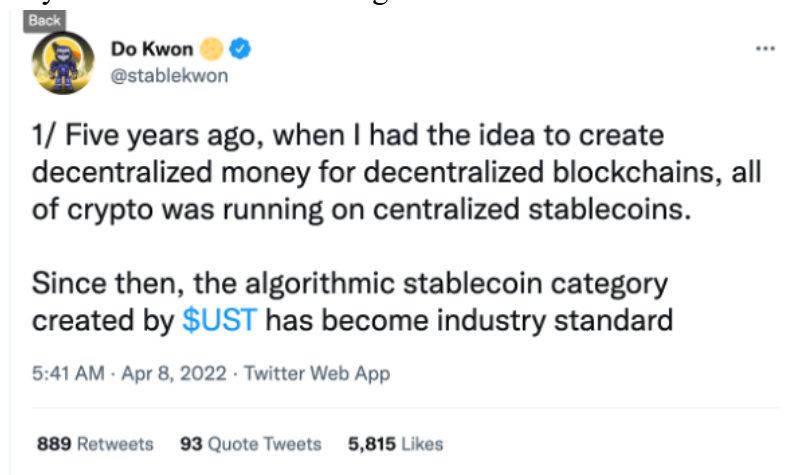 Back
Do Kwon
@stablekwon
1/ Five years ago, when I had the idea to create
decentralized money for decentralized blockchains, all
of crypto was running on centralized stablecoins.
Since then, the algorithmic stablecoin category
created by $UST has become industry standard
5:41 AM · Apr 8, 2022 · Twitter Web App
889 Retweets 93 Quote Tweets 5,815 Likes